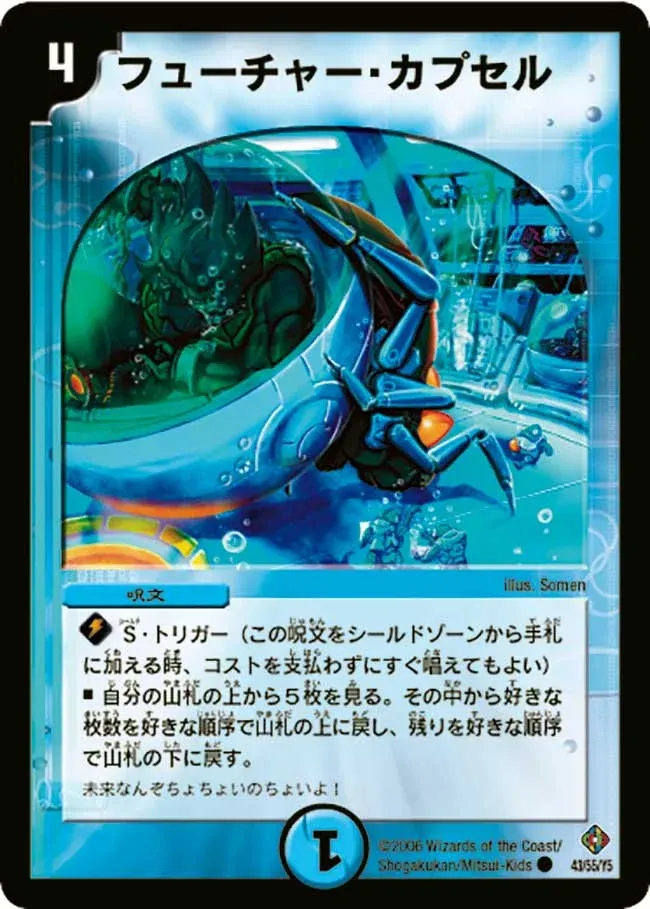 4
フューチャー・カプセル
illus. Somen
呪文
S・トリガー（この呪文をシールドゾーンから手札
に加える時、コストを支払わずにすぐ唱えてもよい）
■ 自分の山札の上から5枚を見る。その中から好きな
枚数を好きな順序で山札の上に戻し、残りを好きな順序
で山札の下に戻す。
未来なんぞちょちょいのちょいよ！
1
©2006 Wizards of the Coast/
Shogakukan/Mitsui-Kids
43/55/Y5